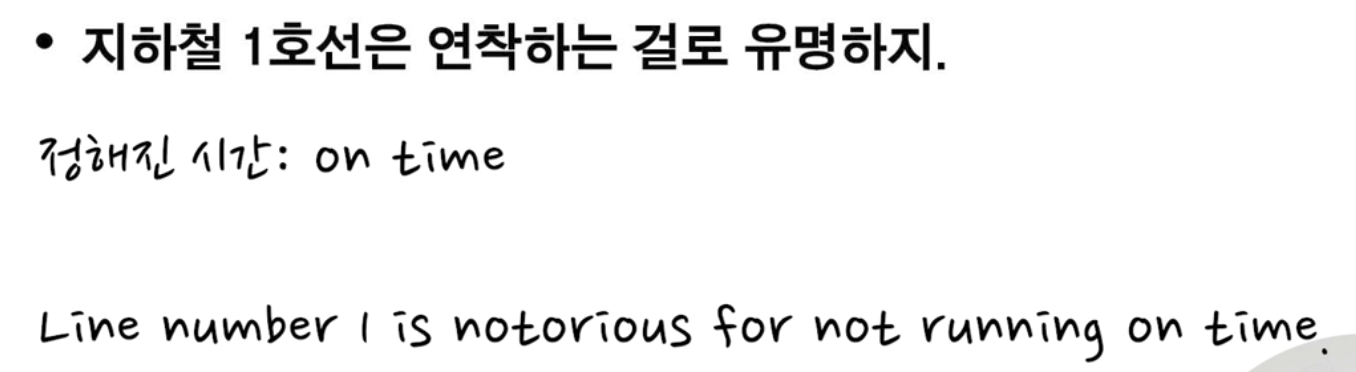 • 지하철 1호선은 연착하는 걸로 유명하지.
정해진 시간: on time
Line number 1 is notorious for not running on time.